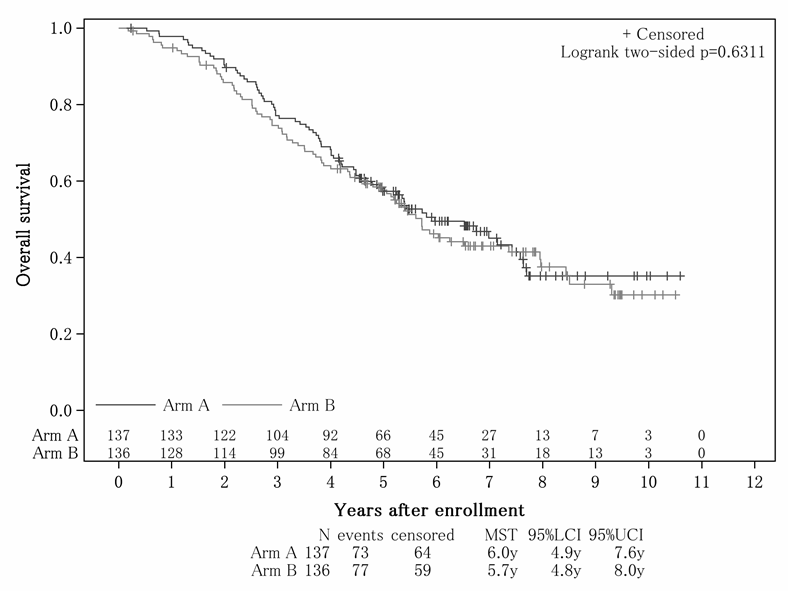 + Censored
Logrank two-sided p=0.6311
1.0
0.8
0.6
0.4
0.2
0.0
Overall survival
Arm A Arm B
Arm A 137 133 122 104 92 66 45 27 13 7 3 0
Arm B 136 128 114 99 84 68 45 31 18 13 3 0
0 1 2 3 4 5 6 7 8 9 10 11 12
Years after enrollment
N events censored MST 95%LCI 95%UCI
Arm A 137 73 64 6.0y 4.9y 7.6y
Arm B 136 77 59 5.7y 4.8y 8.0y